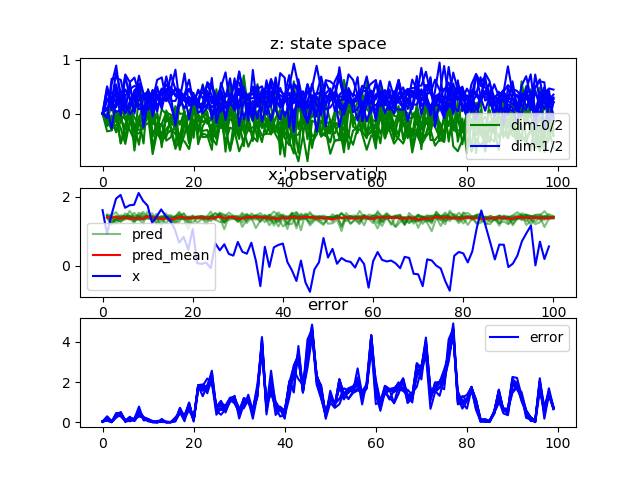 z: state space
1
0
dim-0/2
dim-1/2
0 20 40 60 80 100
x: observation
2
0
pred
pred_mean
x
0 20 40 60 80 100
error
4
2
0
error
0 20 40 60 80 100